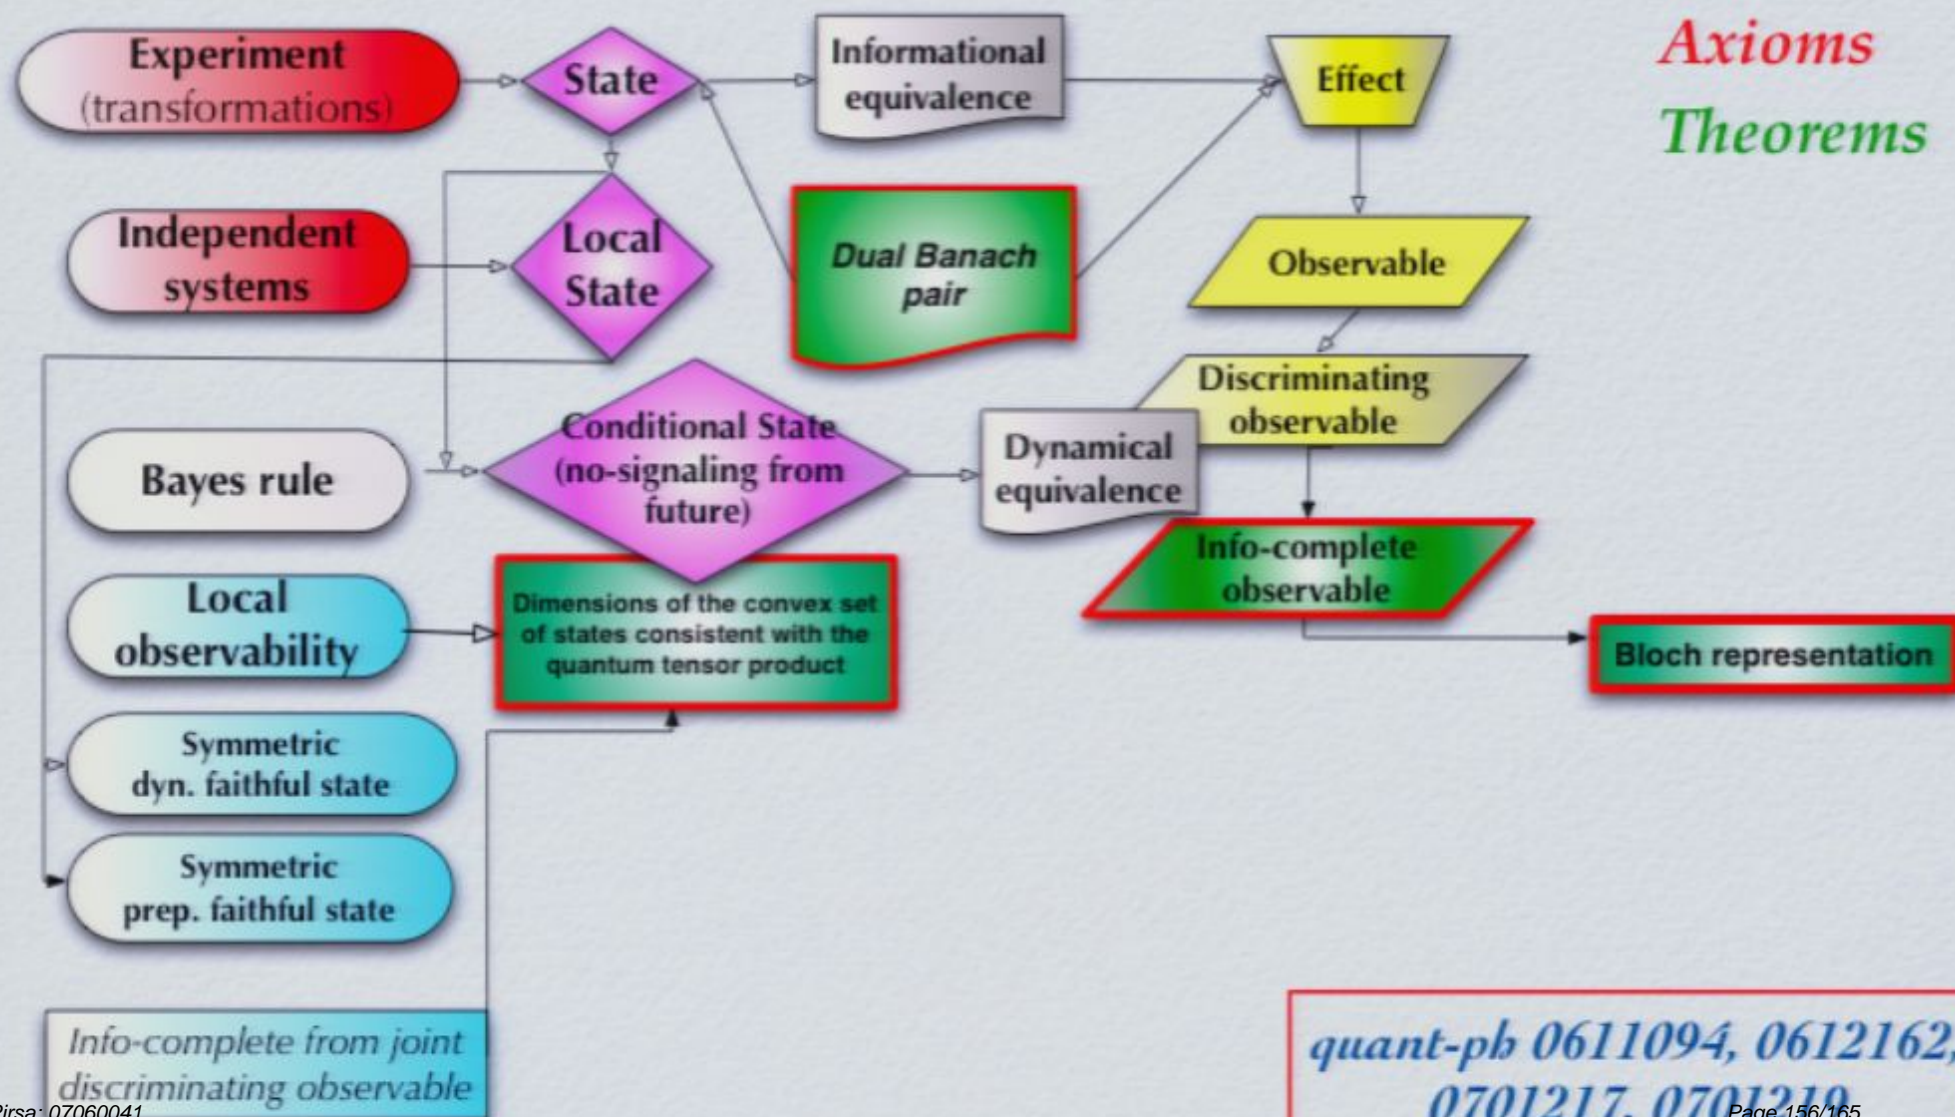 Axioms
Theorems
Experiment
(transformations)
State
Informational
equivalence
Effect
Independent
systems
Local
State
Dual Banach
pair
Observable
Discriminating
observable
Bayes rule
Conditional State
(no-signaling from
future)
Dynamical
equivalence
Info-complete
observable
Local
observability
Dimensions of the convex set
of states consistent with the
quantum tensor product
Bloch representation
Symmetric
dyn. faithful state
Symmetric
prep. faithful state
Info-complete from joint
discriminating observable
quant-ph 0611094, 0612162,
0701217, 0701219
Pirsa: 07060041
Page 156/165